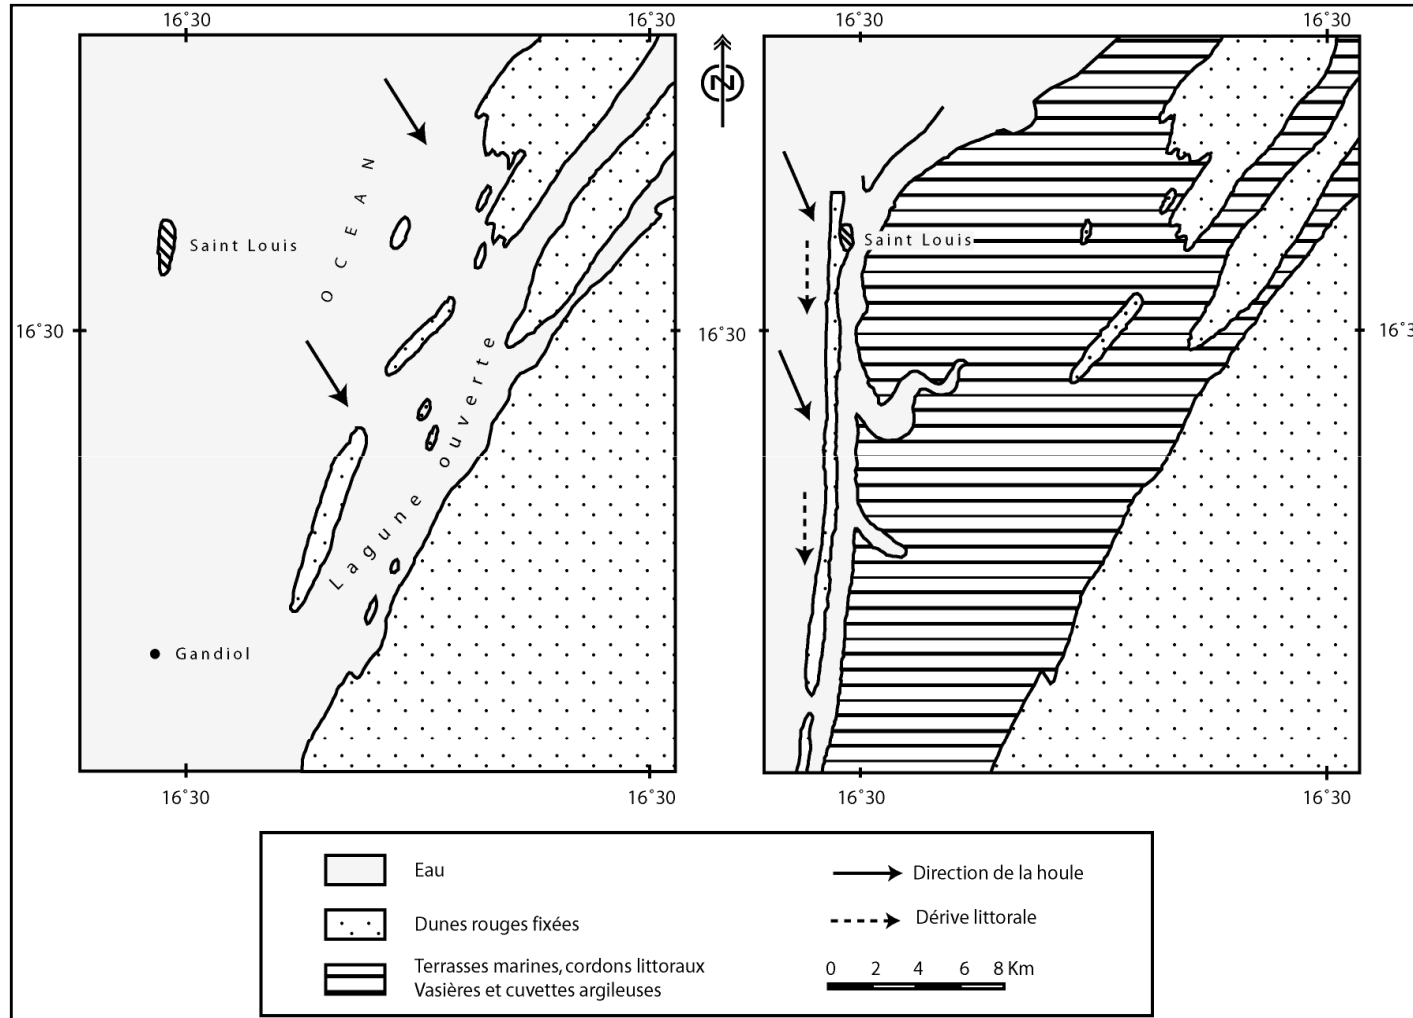 16°30 16°30 16°30 16°30
N
OCEAN
Saint Louis
Saint Louis
16°30
16°30
16°3
Lagune ouverte
Gandiol
16°30 16°30 16°30 16°30
Eau
Direction de la houle
Dunes rouges fixées
Dérive littorale
Terrasses marines, cordons littoraux
Vasières et cuvettes argileuses
0 2 4 6 8 Km